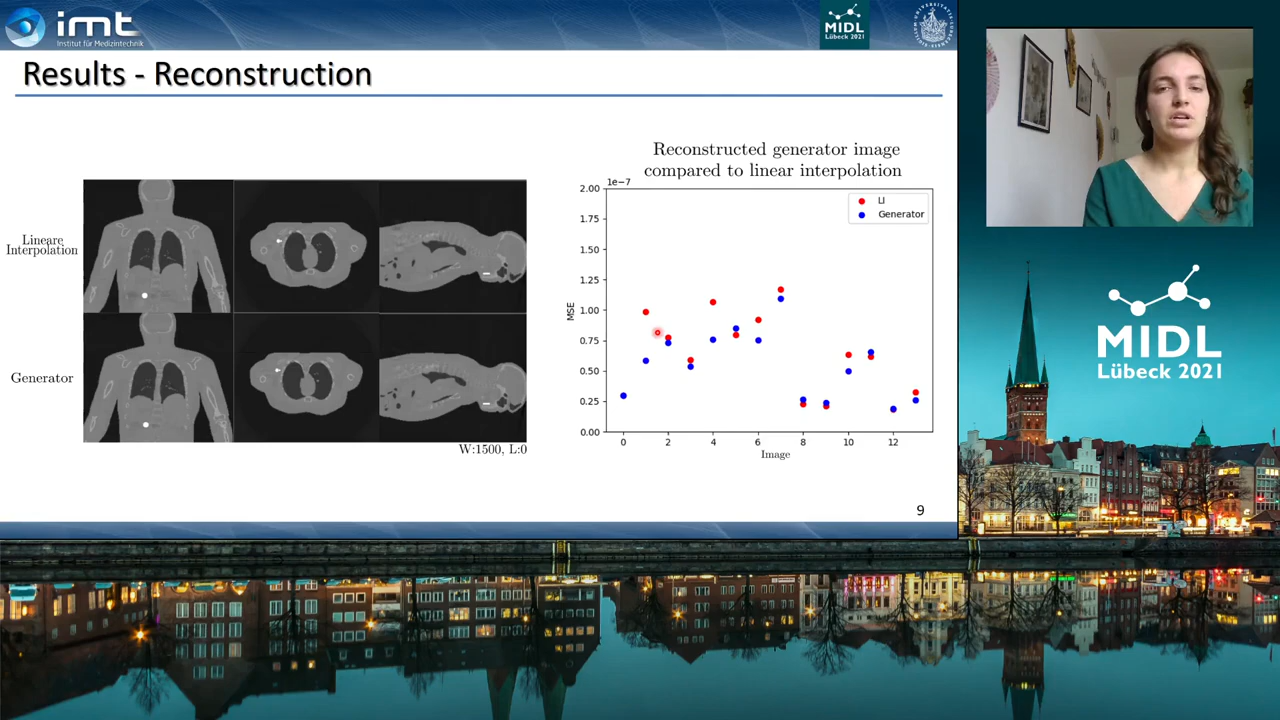 imt
Institut für Medizintechnik
MIDL
Lübeck 2021
Results - Reconstruction
Lineare
Interpolation
Generator
W:1500, L:0
Reconstructed generator image
compared to linear interpolation
1e-7
LI
Generator
2.00
1.75
1.50
1.25
1.00
0.75
0.50
0.25
0.00
MSE
0 2 4 6 8 10 12
Image
9
MIDL
Lübeck 2021